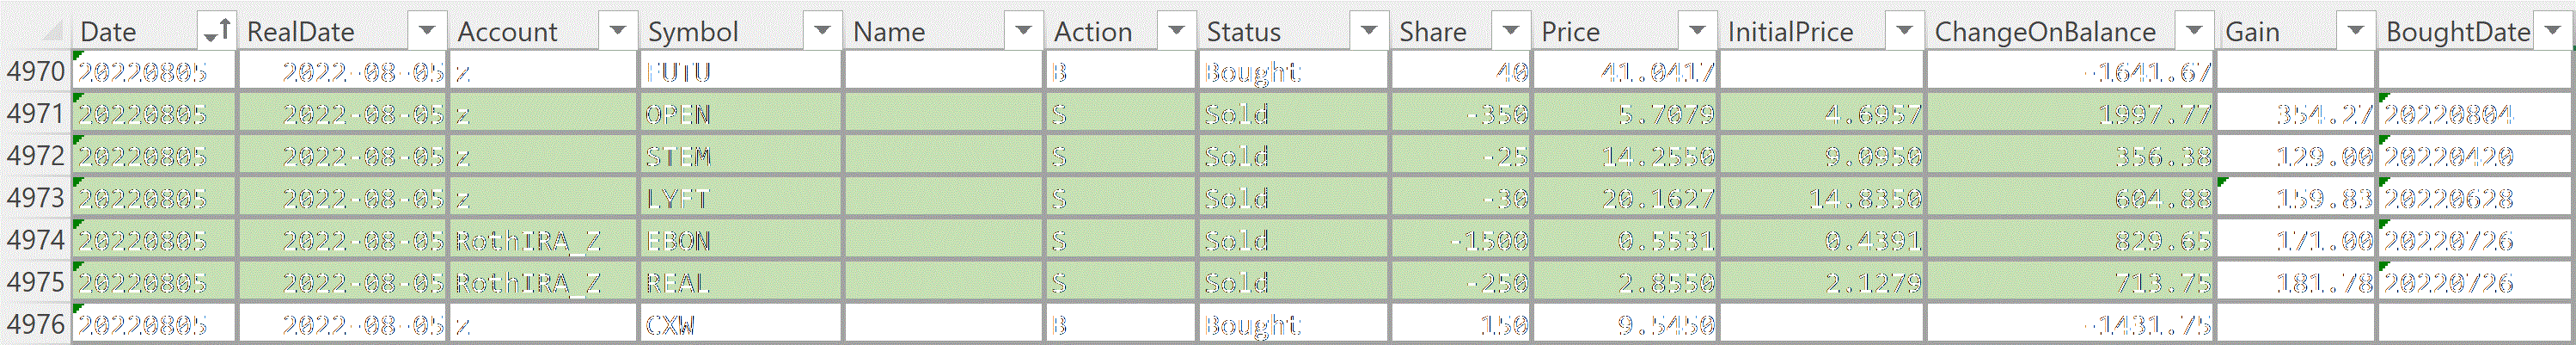 Date RealDate Account Symbol Name Action Status Share Price InitialPrice ChangeOnBalance Gain BoughtDate
4970 20220805 2022-08-05 z FUTU B Bought 40 41.0417 -1641.67
4971 20220805 2022-08-05 z OPEN S Sold -350 5.7079 4.6957 1997.77 354.27 20220804
4972 20220805 2022-08-05 z STEM S Sold -25 14.2550 9.0950 356.38 129.00 20220420
4973 20220805 2022-08-05 z LYFT S Sold -30 20.1627 14.8350 604.88 159.83 20220628
4974 20220805 2022-08-05 RothIRA_Z EBON S Sold -1500 0.5531 0.4391 829.65 171.00 20220726
4975 20220805 2022-08-05 RothIRA_Z REAL S Sold -250 2.8550 2.1279 713.75 181.78 20220726
4976 20220805 2022-08-05 z CXW B Bought 150 9.5450 -1431.75